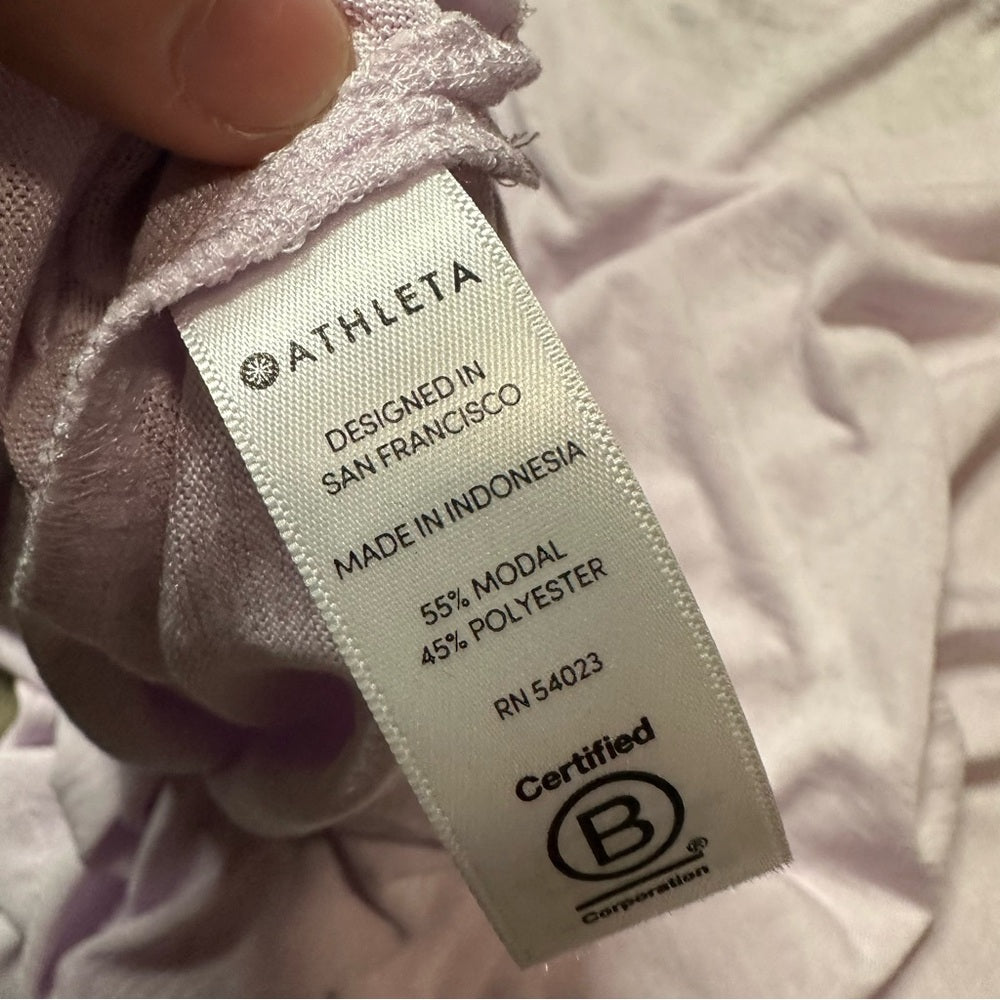 ATHLETA
DESIGNED IN
SAN FRANCISCO
MADE IN INDONESIA
55% MODAL
45% POLYESTER
RN 54023
Certified
B
®
Corporation